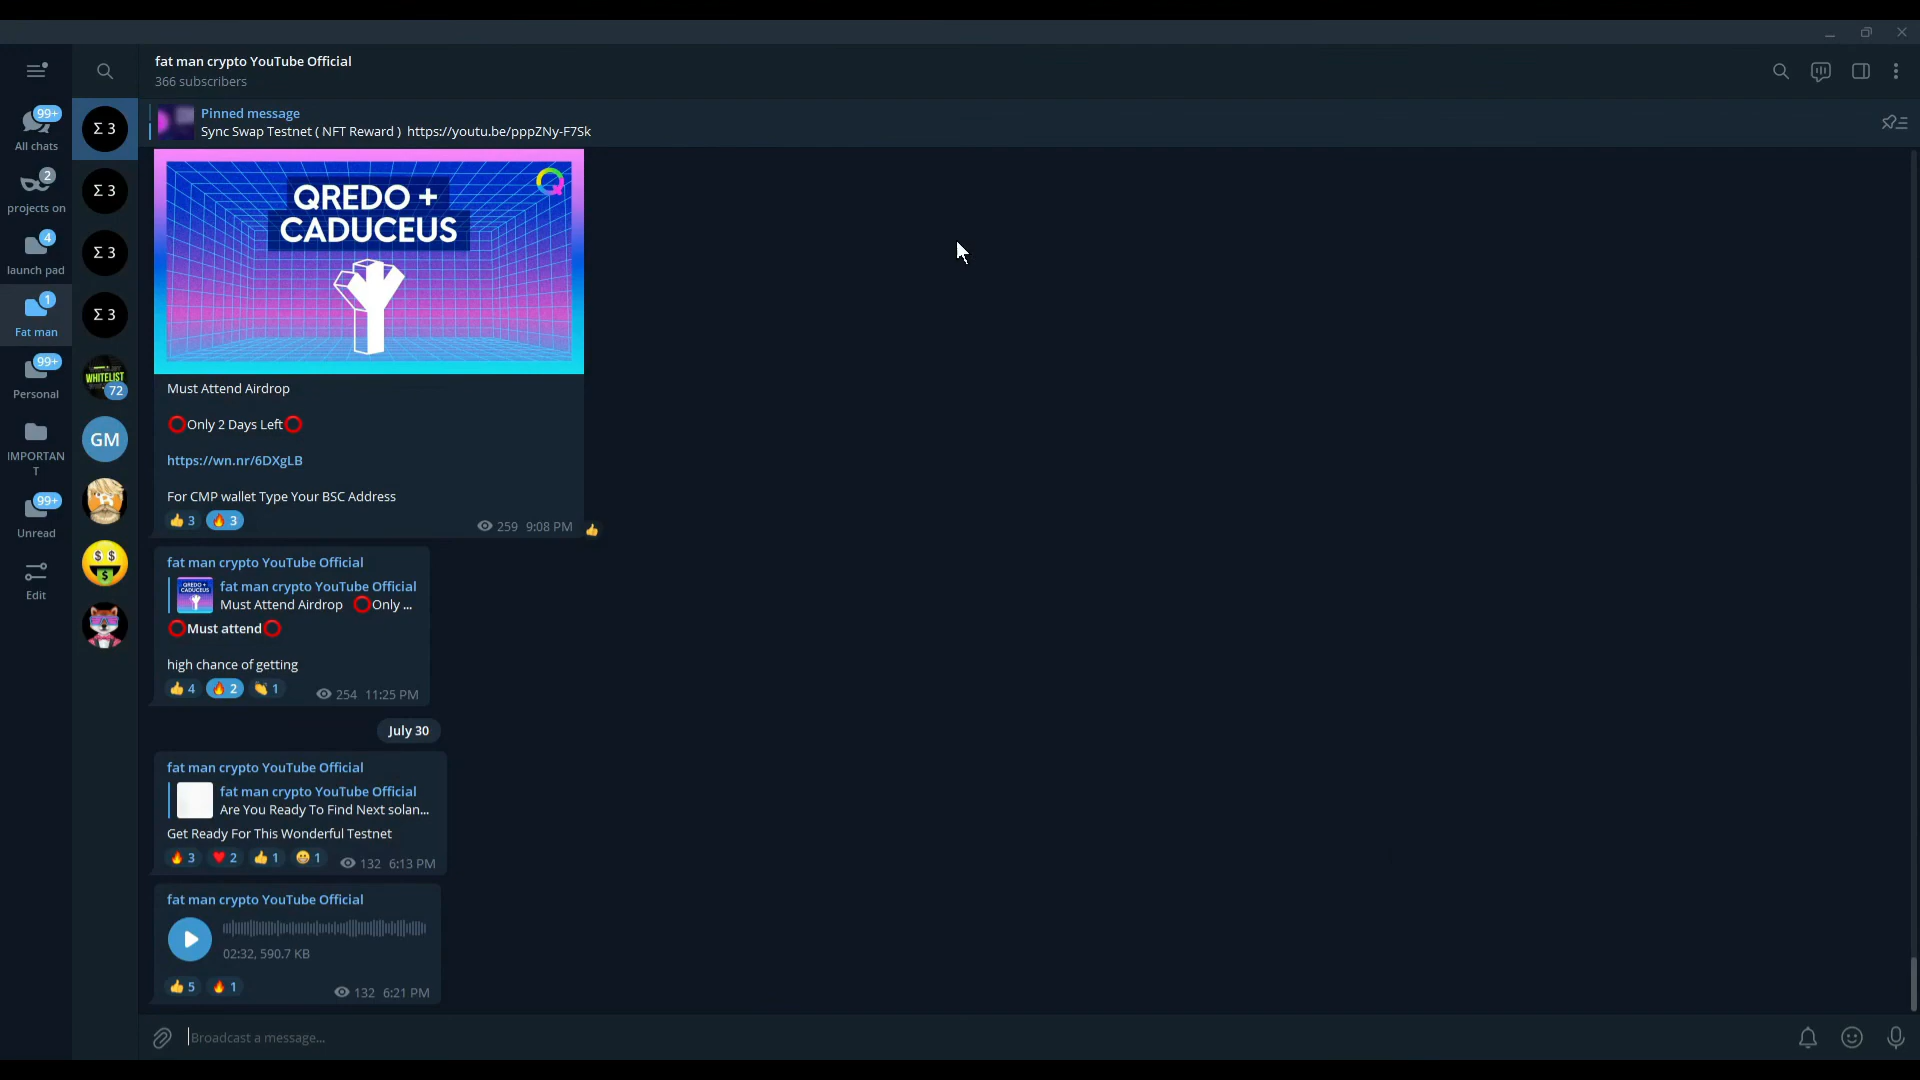 fat man crypto YouTube Official
366 subscribers
Pinned message
Sync Swap Testnet ( NFT Reward ) https://youtu.be/pppZNy-F7Sk
99+
All chats
2
projects on
4
launch pad
1
Fat man
99+
Personal
IMPORTAN
T
99+
Unread
Edit
Σ 3
Σ 3
Σ 3
Σ 3
WHITELIST
72
GM
QREDO +
CADUCEUS
Must Attend Airdrop
⭕Only 2 Days Left⭕
https://wn.nr/6DXgLB
For CMP wallet Type Your BSC Address
👍 3 🔥 3 259 9:08 PM 👍
fat man crypto YouTube Official
QREDO +
CADUCEUS
fat man crypto YouTube Official
Must Attend Airdrop ⭕Only ...
⭕Must attend⭕
high chance of getting
👍 4 🔥 2 👏 1 254 11:25 PM
July 30
fat man crypto YouTube Official
fat man crypto YouTube Official
Are You Ready To Find Next solan...
Get Ready For This Wonderful Testnet
🔥 3 ❤️ 2 👍 1 😁 1 132 6:13 PM
fat man crypto YouTube Official
02:32, 590.7 KB
👍 5 🔥 1 132 6:21 PM
Broadcast a message...